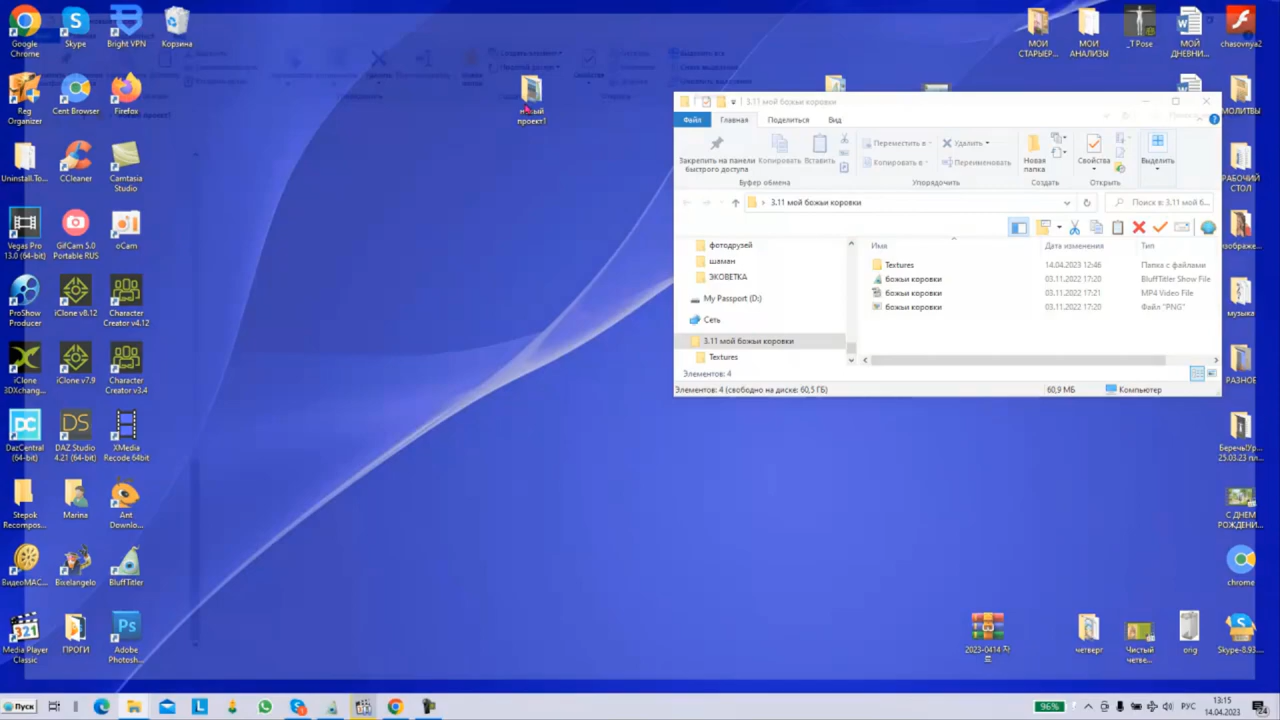 Google
Chrome
Skype
Bright VPN
Корзина
Reg
Organizer
Cent Browser
Firefox
Uninstall.To...
CCleaner
Camtasia
Studio
Vegas Pro
13.0 (64-bit)
GifCam 5.0
Portable RUS
oCam
ProShow
Producer
iClone v8.12
Character
Creator v4.12
iClone
3DXchang...
iClone v7.9
Character
Creator v3.4
DazCentral
(64-bit)
DAZ Studio
4.21 (64-bit)
XMedia
Recode 64bit
Stepok
Recompos...
Marina
Ant
Downlo...
ВидеоМАС...
Bixelangelo
BluffTitler
Media Player
Classic
ПРОГИ
Adobe
Photosh...
новый
проект1
МОИ
СТАРЫЕ...
МОИ
АНАЛИЗЫ
_T Pose
МОЙ
ДНЕВНИ...
chasovnya2
МОЛИТВЫ
РАБОЧИЙ
СТОЛ
изображе...
музыка
РАЗНОЕ
25.03.23 пл...
С ДНЕМ
РОЖДЕНИ...
chrome
2023-0414 자
료
четверг
Чистый
четве...
orig
Skype-8.93...
3.11 мой божьи коровки
Файл
Главная
Поделиться
Вид
Закрепить на панели
быстрого доступа
Копировать
Вставить
Переместить в
Копировать в
Удалить
Переименовать
Новая
папка
Свойства
Выделить
Буфер обмена
Упорядочить
Создать
Открыть
3.11 мой божьи коровки
Поиск в: 3.11 мой б...
фотодрузей
шаман
ЭКОВЕТКА
My Passport (D:)
Сеть
3.11 мой божьи коровки
Textures
Имя
Дата изменения
Тип
Textures 14.04.2023 12:46 Папка с файлами
божьи коровки 03.11.2022 17:20 BluffTitler Show File
божьи коровки 03.11.2022 17:21 MP4 Video File
божьи коровки 03.11.2022 17:20 Файл "PNG"
Элементов: 4
Элементов: 4 (свободно на диске: 60,5 ГБ)
60,9 МБ
Компьютер
Пуск
96%
РУС
13:15
14.04.2023
24